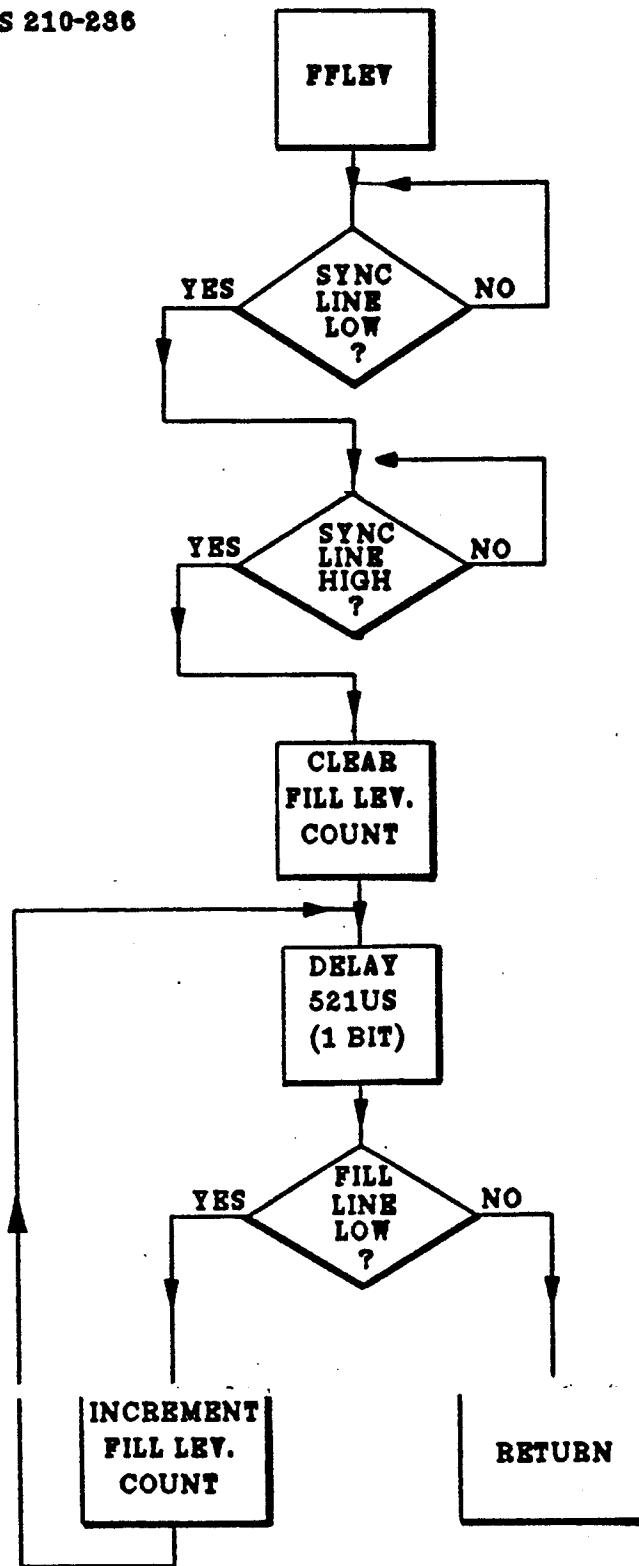 S 210-286
FFLEV
SYNC
LINE
LOW
?
YES
NO
SYNC
LINE
HIGH
?
YES
NO
CLEAR
FILL LEV.
COUNT
DELAY
521US
(1 BIT)
FILL
LINE
LOW
?
YES
NO
INCREMENT
FILL LEV.
COUNT
RETURN